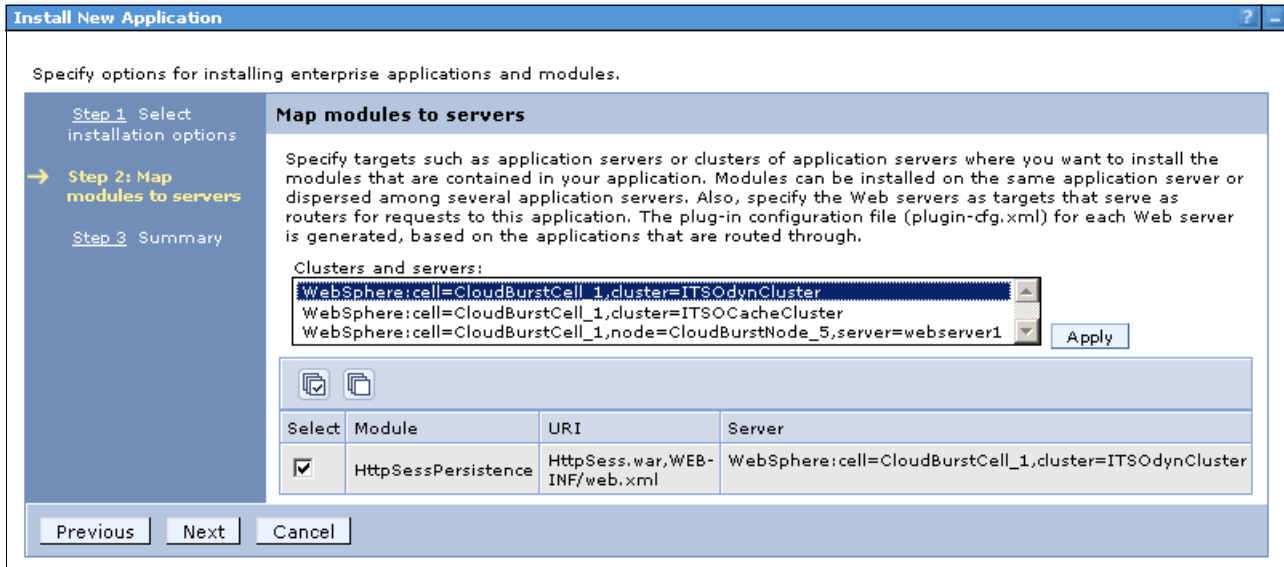 Install New Application
? –
Specify options for installing enterprise applications and modules.
Step 1 Select
installation options
Step 2: Map
modules to servers
Step 3 Summary
Map modules to servers
Specify targets such as application servers or clusters of application servers where you want to install the
modules that are contained in your application. Modules can be installed on the same application server or
dispersed among several application servers. Also, specify the Web servers as targets that serve as
routers for requests to this application. The plug-in configuration file (plugin-cfg.xml) for each Web server
is generated, based on the applications that are routed through.
Clusters and servers:
WebSphere:cell=CloudBurstCell_1,cluster=ITSOdynCluster
WebSphere:cell=CloudBurstCell_1,cluster=ITSOCacheCluster
WebSphere:cell=CloudBurstCell_1,node=CloudBurstNode_5,server=webserver1
Apply
Select Module URI Server
HttpSessPersistence HttpSess.war,WEB- WebSphere:cell=CloudBurstCell_1,cluster=ITSOdynCluster
INF/web.xml
Previous Next Cancel